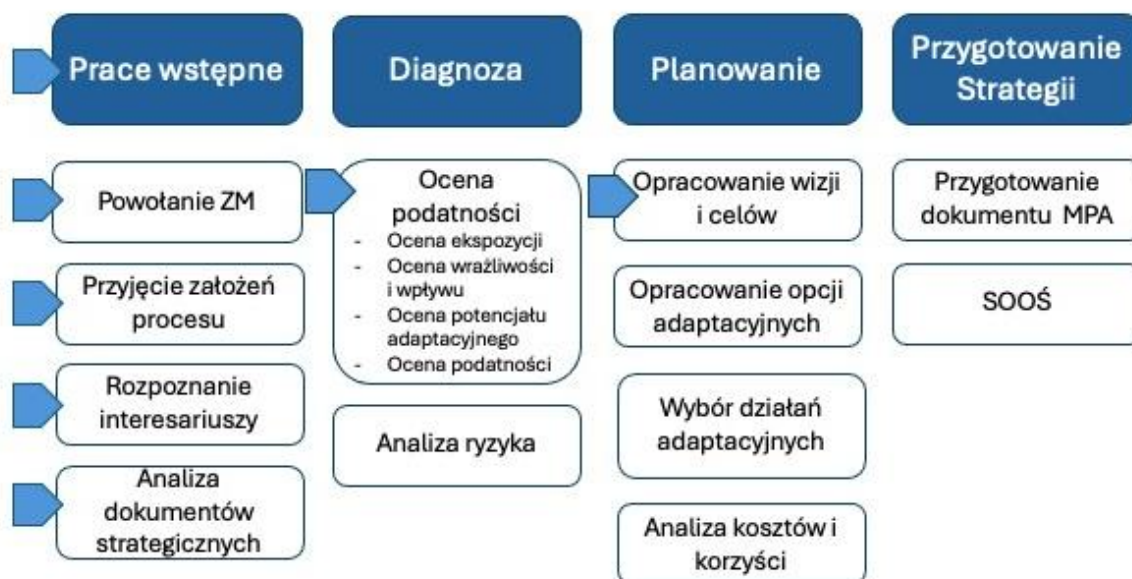 Prace wstępne
Diagnoza
Planowanie
Przygotowanie
Strategii
Powołanie ZM
Przyjęcie założeń
procesu
Rozpoznanie
interesariuszy
Analiza
dokumentów
strategicznych
Ocena
podatności
- Ocena ekspozycji
- Ocena wrażliwości
i wpływu
- Ocena potencjału
adaptacyjnego
- Ocena podatności
Analiza ryzyka
Opracowanie wizji
i celów
Opracowanie opcji
adaptacyjnych
Wybór działań
adaptacyjnych
Analiza kosztów i
korzyści
Przygotowanie
dokumentu MPA
SOOŚ